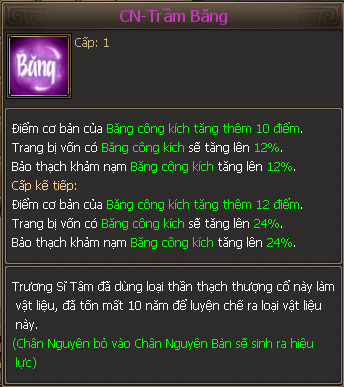 CN-Trầm Băng
Băng
Cấp: 1
Điểm cơ bản của Băng công kích tăng thêm 10 điểm.
Trang bị vốn có Băng công kích sẽ tăng lên 12%.
Bảo thạch khảm nạm Băng công kích tăng lên 12%.
Cấp kế tiếp:
Điểm cơ bản của Băng công kích tăng thêm 12 điểm.
Trang bị vốn có Băng công kích sẽ tăng lên 24%.
Bảo thạch khảm nạm Băng công kích tăng lên 24%.
Trương Sĩ Tâm đã dùng loại thần thạch thượng cổ này làm
vật liệu, đã tốn mất 10 năm để luyện chế ra loại vật liệu
này.
(Chân Nguyên bỏ vào Chân Nguyên Bàn sẽ sinh ra hiệu
lực)